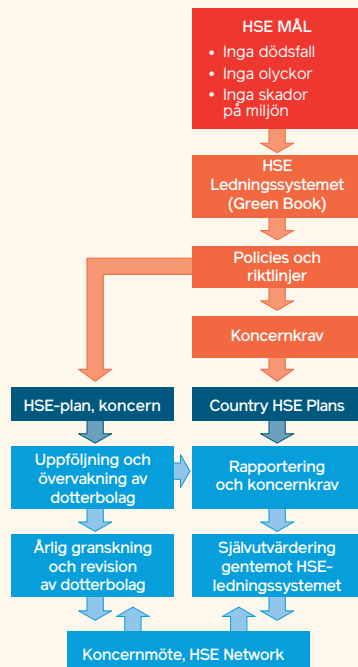 HSE MÅL
• Inga dödsfall
• Inga olyckor
• Inga skador
på miljön
HSE
Ledningssystemet
(Green Book)
Policies och
riktlinjer
Koncernkrav
HSE-plan, koncern
Country HSE Plans
Uppföljning och
övervakning av
dotterbolag
Rapportering
och koncernkrav
Årlig granskning
och revision
av dotterbolag
Självutvärdering
gentemot HSE-
ledningssystemet
Koncernmöte, HSE Network